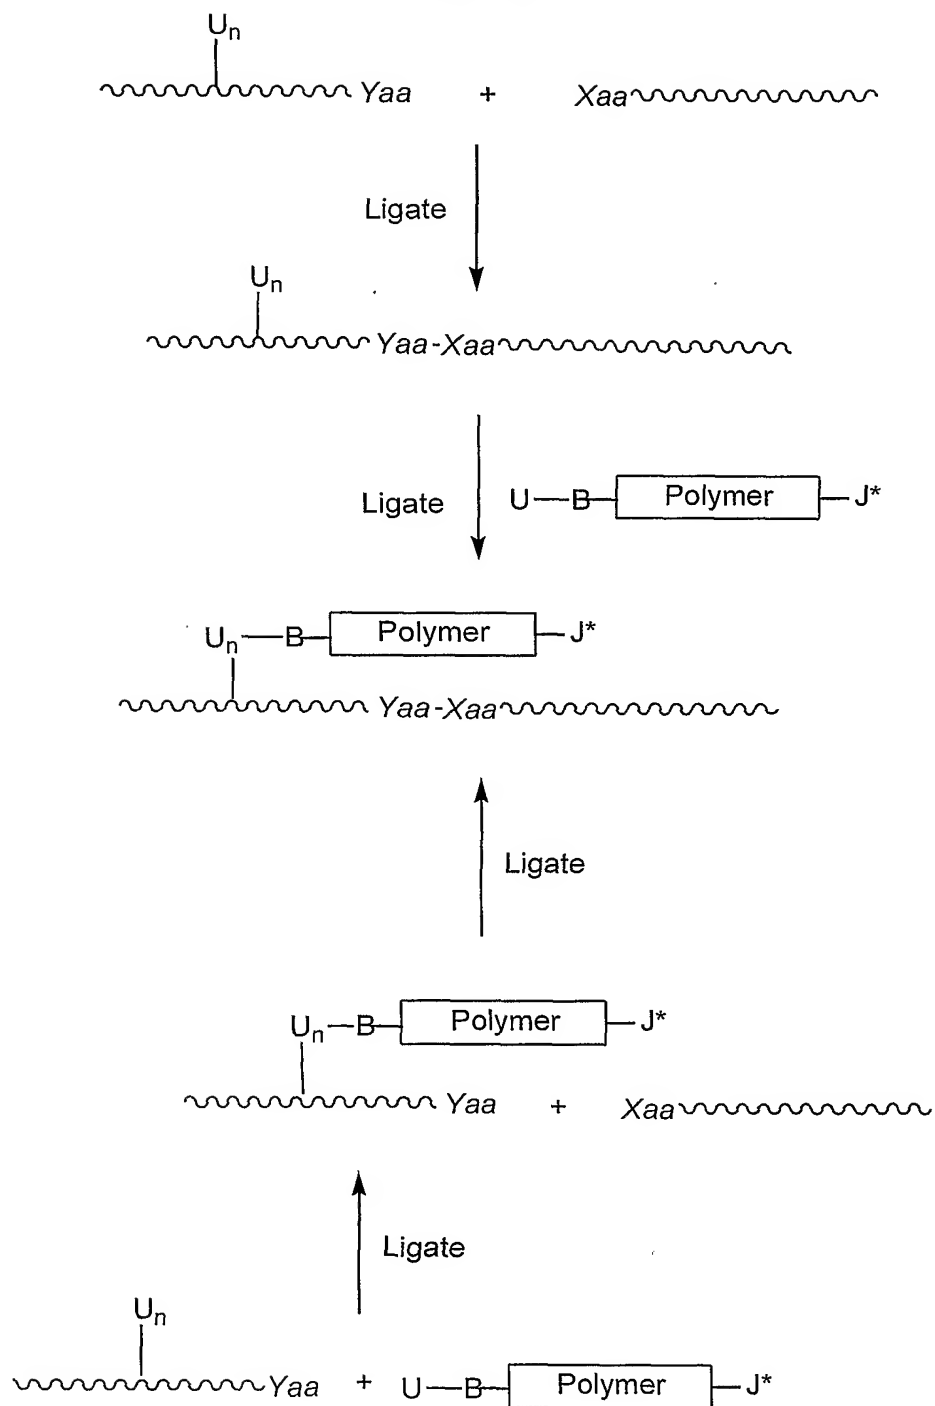 Un
Yaa + Xaa
Ligate
Un
Yaa-Xaa
Ligate U—B—Polymer—J*
Un—B—Polymer—J*
Yaa-Xaa
Ligate
Un—B—Polymer—J*
Yaa + Xaa
Ligate
Un
Yaa + U—B—Polymer—J*